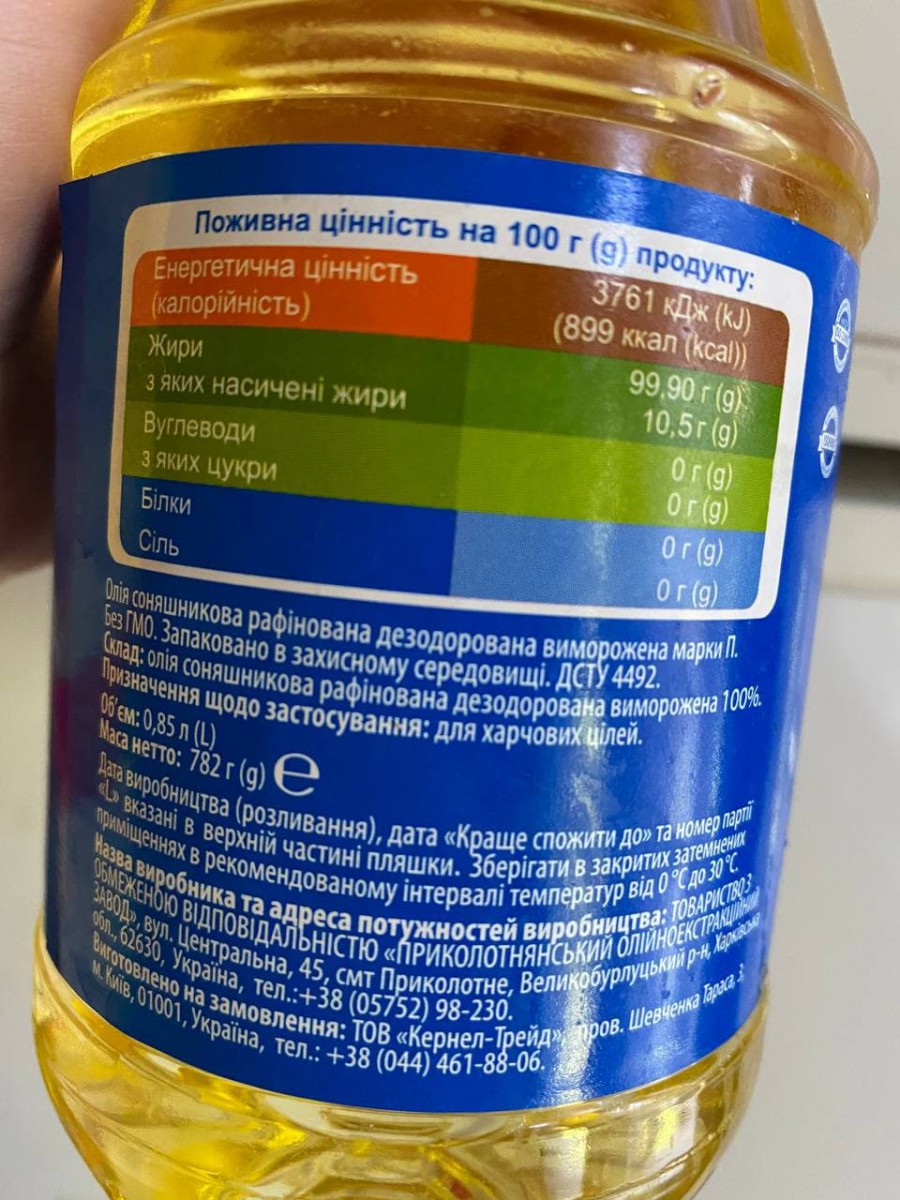 Поживна цінність на 100 г (g) продукту:
Енергетична цінність
(калорійність)
3761 кДж (kJ)
(899 ккал (kcal))
Жири 99,90 г (g)
з яких насичені жири 10,5 г (g)
Вуглеводи 0 г (g)
з яких цукри 0 г (g)
Білки 0 г (g)
Сіль 0 г (g)
Олія соняшникова рафінована дезодорована виморожена марки П.
Без ГМО. Запаковано в захисному середовищі. ДСТУ 4492.
Склад: олія соняшникова рафінована дезодорована виморожена 100%.
Призначення щодо застосування: для харчових цілей.
Об'єм: 0,85 л (L)
Маса нетто: 782 г (g) ℮
Дата виробництва (розливання), дата «Краще спожити до» та номер партії
«L» вказані в верхній частині пляшки. Зберігати в закритих затемнених
приміщеннях в рекомендованому інтервалі температур від 0 °C до 30 °C.
Назва виробника та адреса потужностей виробництва: ТОВАРИСТВО З
ОБМЕЖЕНОЮ ВІДПОВІДАЛЬНІСТЮ «ПРИКОЛОТНЯНСЬКИЙ ОЛІЙНОЕКСТРАКЦІЙНИЙ
ЗАВОД», вул. Центральна, 45, смт Приколотне, Великобурлуцький р-н, Харківська
обл., 62630, Україна, тел.:+38 (05752) 98-230.
Виготовлено на замовлення: ТОВ «Кернел-Трейд», пров. Шевченка Тараса, 3,
м. Київ, 01001, Україна, тел.: +38 (044) 461-88-06.